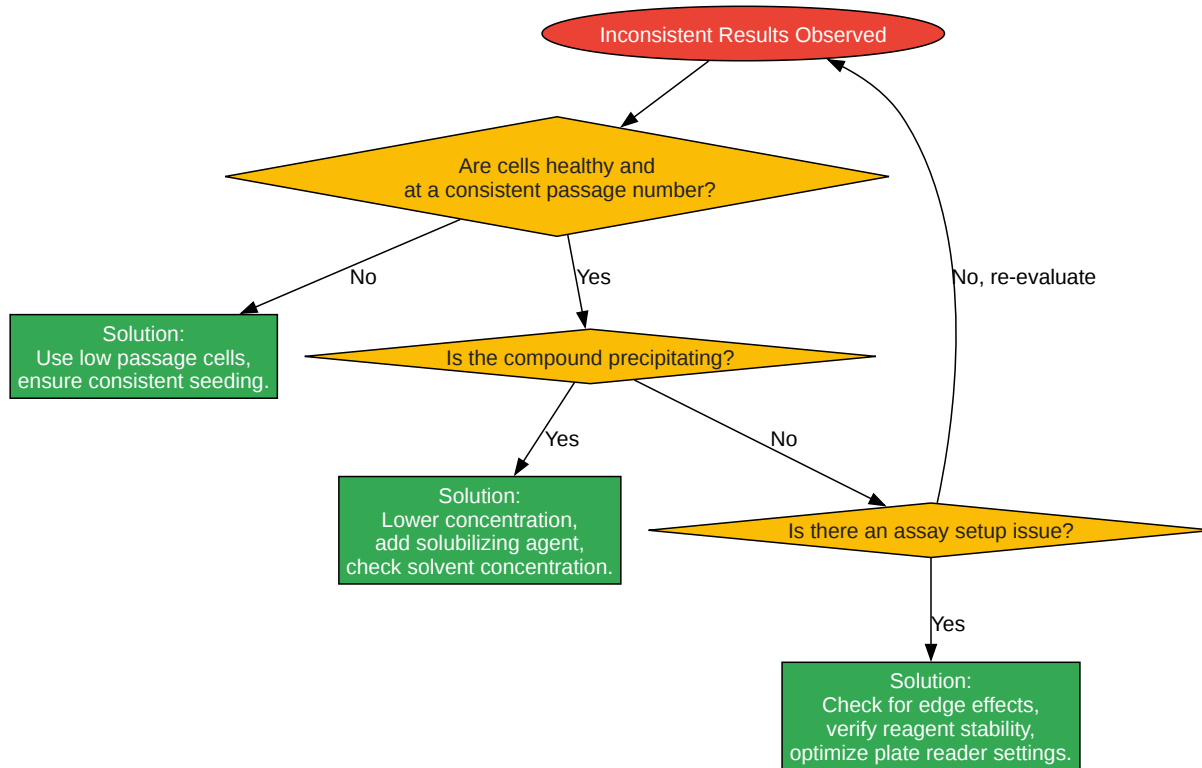 Inconsistent Results Observed
Are cells healthy and
at a consistent passage number?
No
Yes
No, re-evaluate
Solution:
Use low passage cells,
ensure consistent seeding.
Is the compound precipitating?
Yes
No
Solution:
Lower concentration,
add solubilizing agent,
check solvent concentration.
Is there an assay setup issue?
Yes
Solution:
Check for edge effects,
verify reagent stability,
optimize plate reader settings.